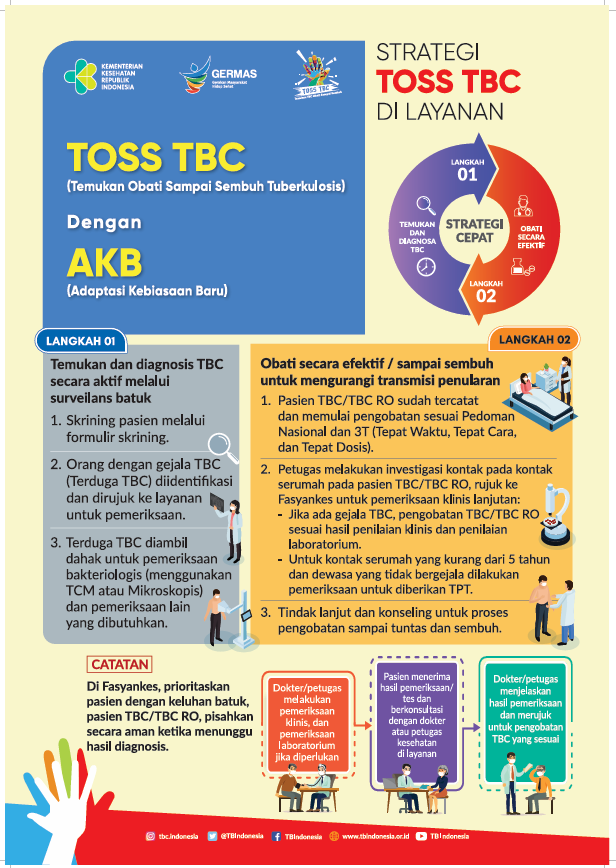 KEMENTERIAN
KESEHATAN
REPUBLIK
INDONESIA
GERMAS
Gerakan Masyarakat
Hidup Sehat
TOSS TBC
STRATEGI
TOSS TBC
DI LAYANAN
TOSS TBC
(Temukan Obati Sampai Sembuh Tuberkulosis)
Dengan
AKB
(Adaptasi Kebiasaan Baru)
LANGKAH
01
TEMUKAN
DAN
DIAGNOSA
TBC
STRATEGI
CEPAT
OBATI
SECARA
EFEKTIF
LANGKAH
02
LANGKAH 01
Temukan dan diagnosis TBC
secara aktif melalui
surveilans batuk
1. Skrining pasien melalui
formulir skrining.
2. Orang dengan gejala TBC
(Terduga TBC) diidentifikasi
dan dirujuk ke layanan
untuk pemeriksaan.
3. Terduga TBC diambil
dahak untuk pemeriksaan
bakteriologis (menggunakan
TCM atau Mikroskopis)
dan pemeriksaan lain
yang dibutuhkan.
LANGKAH 02
Obati secara efektif / sampai sembuh
untuk mengurangi transmisi penularan
1. Pasien TBC/TBC RO sudah tercatat
dan memulai pengobatan sesuai Pedoman
Nasional dan 3T (Tepat Waktu, Tepat Cara,
dan Tepat Dosis).
2. Petugas melakukan investigasi kontak pada kontak
serumah pada pasien TBC/TBC RO, rujuk ke
Fasyankes untuk pemeriksaan klinis lanjutan:
- Jika ada gejala TBC, pengobatan TBC/TBC RO
sesuai hasil penilaian klinis dan penilaian
laboratorium.
- Untuk kontak serumah yang kurang dari 5 tahun
dan dewasa yang tidak bergejala dilakukan
pemeriksaan untuk diberikan TPT.
3. Tindak lanjut dan konseling untuk proses
pengobatan sampai tuntas dan sembuh.
CATATAN
Di Fasyankes, prioritaskan
pasien dengan keluhan batuk,
pasien TBC/TBC RO, pisahkan
secara aman ketika menunggu
hasil diagnosis.
Dokter/petugas
melakukan
pemeriksaan
klinis, dan
pemeriksaan
laboratorium
jika diperlukan
Pasien menerima
hasil pemeriksaan/
tes dan
berkonsultasi
dengan dokter
atau petugas
kesehatan
di layanan
Dokter/petugas
menjelaskan
hasil pemeriksaan
dan merujuk
untuk pengobatan
TBC yang sesuai
tbc.indonesia
@TBIndonesia
TBIndonesia
www.tbindonesia.or.id
TBIndonesia